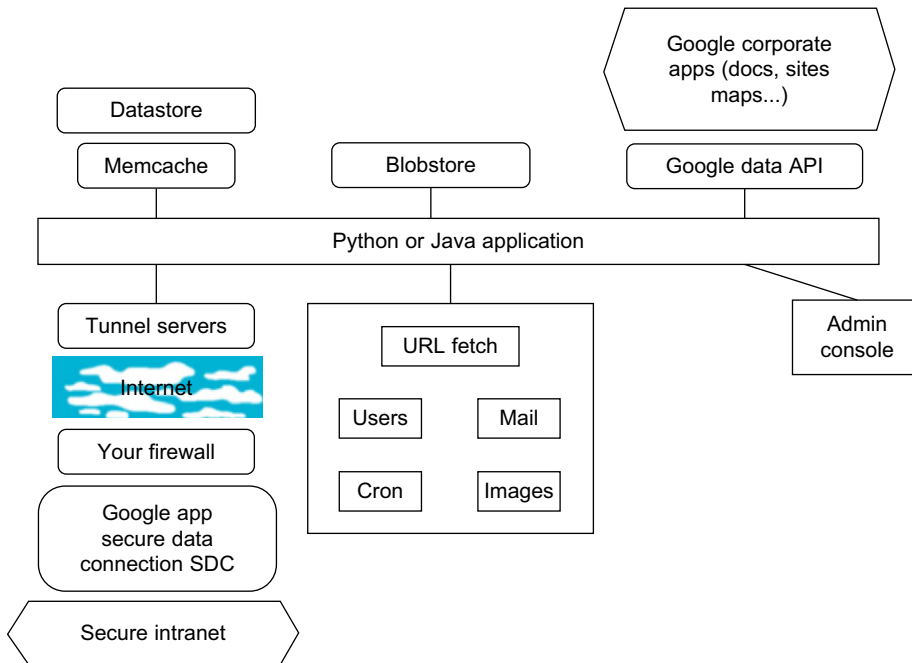 Google corporate
apps (docs, sites
maps...)
Datastore
Memcache
Blobstore
Google data API
Python or Java application
Tunnel servers
Internet
Your firewall
Google app
secure data
connection SDC
Secure intranet
URL fetch
Users
Mail
Cron
Images
Admin
console